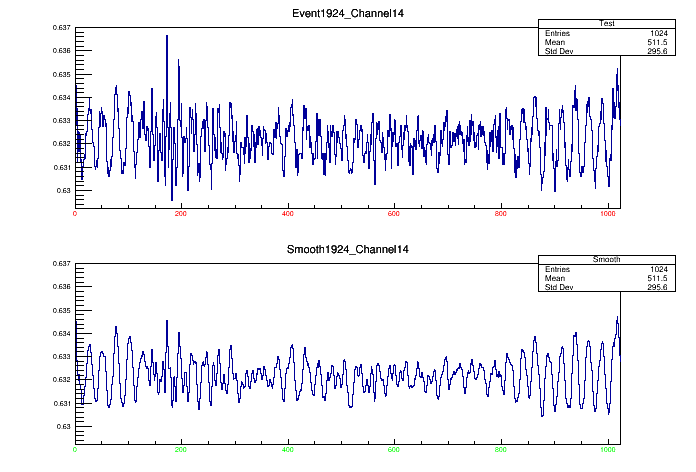 Event1924_Channel14
Test
Entries 1024
Mean 511.5
Std Dev 295.6
0.637
0.636
0.635
0.634
0.633
0.632
0.631
0.63
0 200 400 600 800 1000
Smooth1924_Channel14
Smooth
Entries 1024
Mean 511.5
Std Dev 295.6
0.637
0.636
0.635
0.634
0.633
0.632
0.631
0.63
0 200 400 600 800 1000